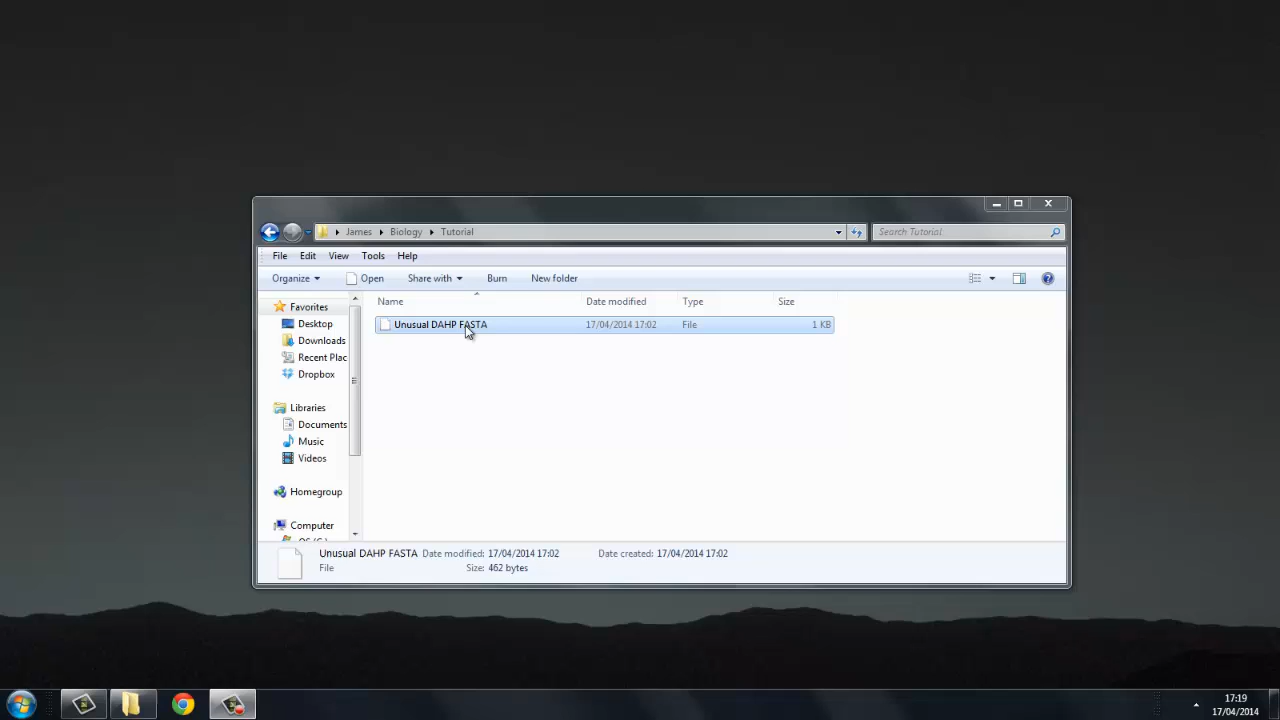 James Biology Tutorial
Search Tutorial
File Edit View Tools Help
Organize Open Share with Burn New folder
Name Date modified Type Size
Favorites
Desktop
Downloads
Recent Plac
Dropbox
Libraries
Documents
Music
Videos
Homegroup
Computer
Unusual DAHP FASTA 17/04/2014 17:02 File 1 KB
Unusual DAHP FASTA Date modified: 17/04/2014 17:02 Date created: 17/04/2014 17:02
File Size: 462 bytes
17:19
17/04/2014